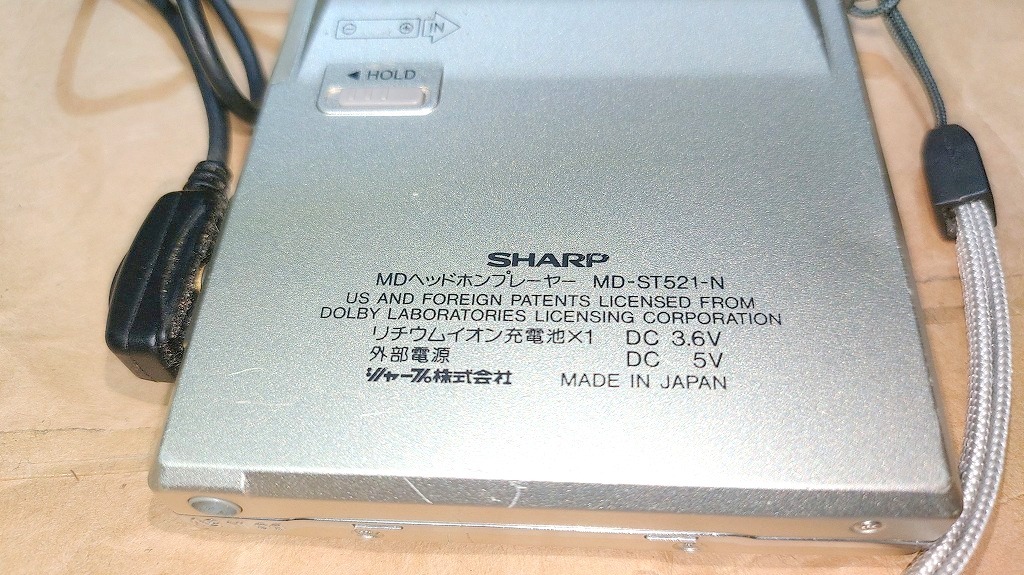 ⊖ ⊕ IN
◀ HOLD
SHARP
MDヘッドホンプレーヤー MD-ST521-N
US AND FOREIGN PATENTS LICENSED FROM
DOLBY LABORATORIES LICENSING CORPORATION
リチウムイオン充電池×1 DC 3.6V
外部電源 DC 5V
シャープ株式会社 MADE IN JAPAN